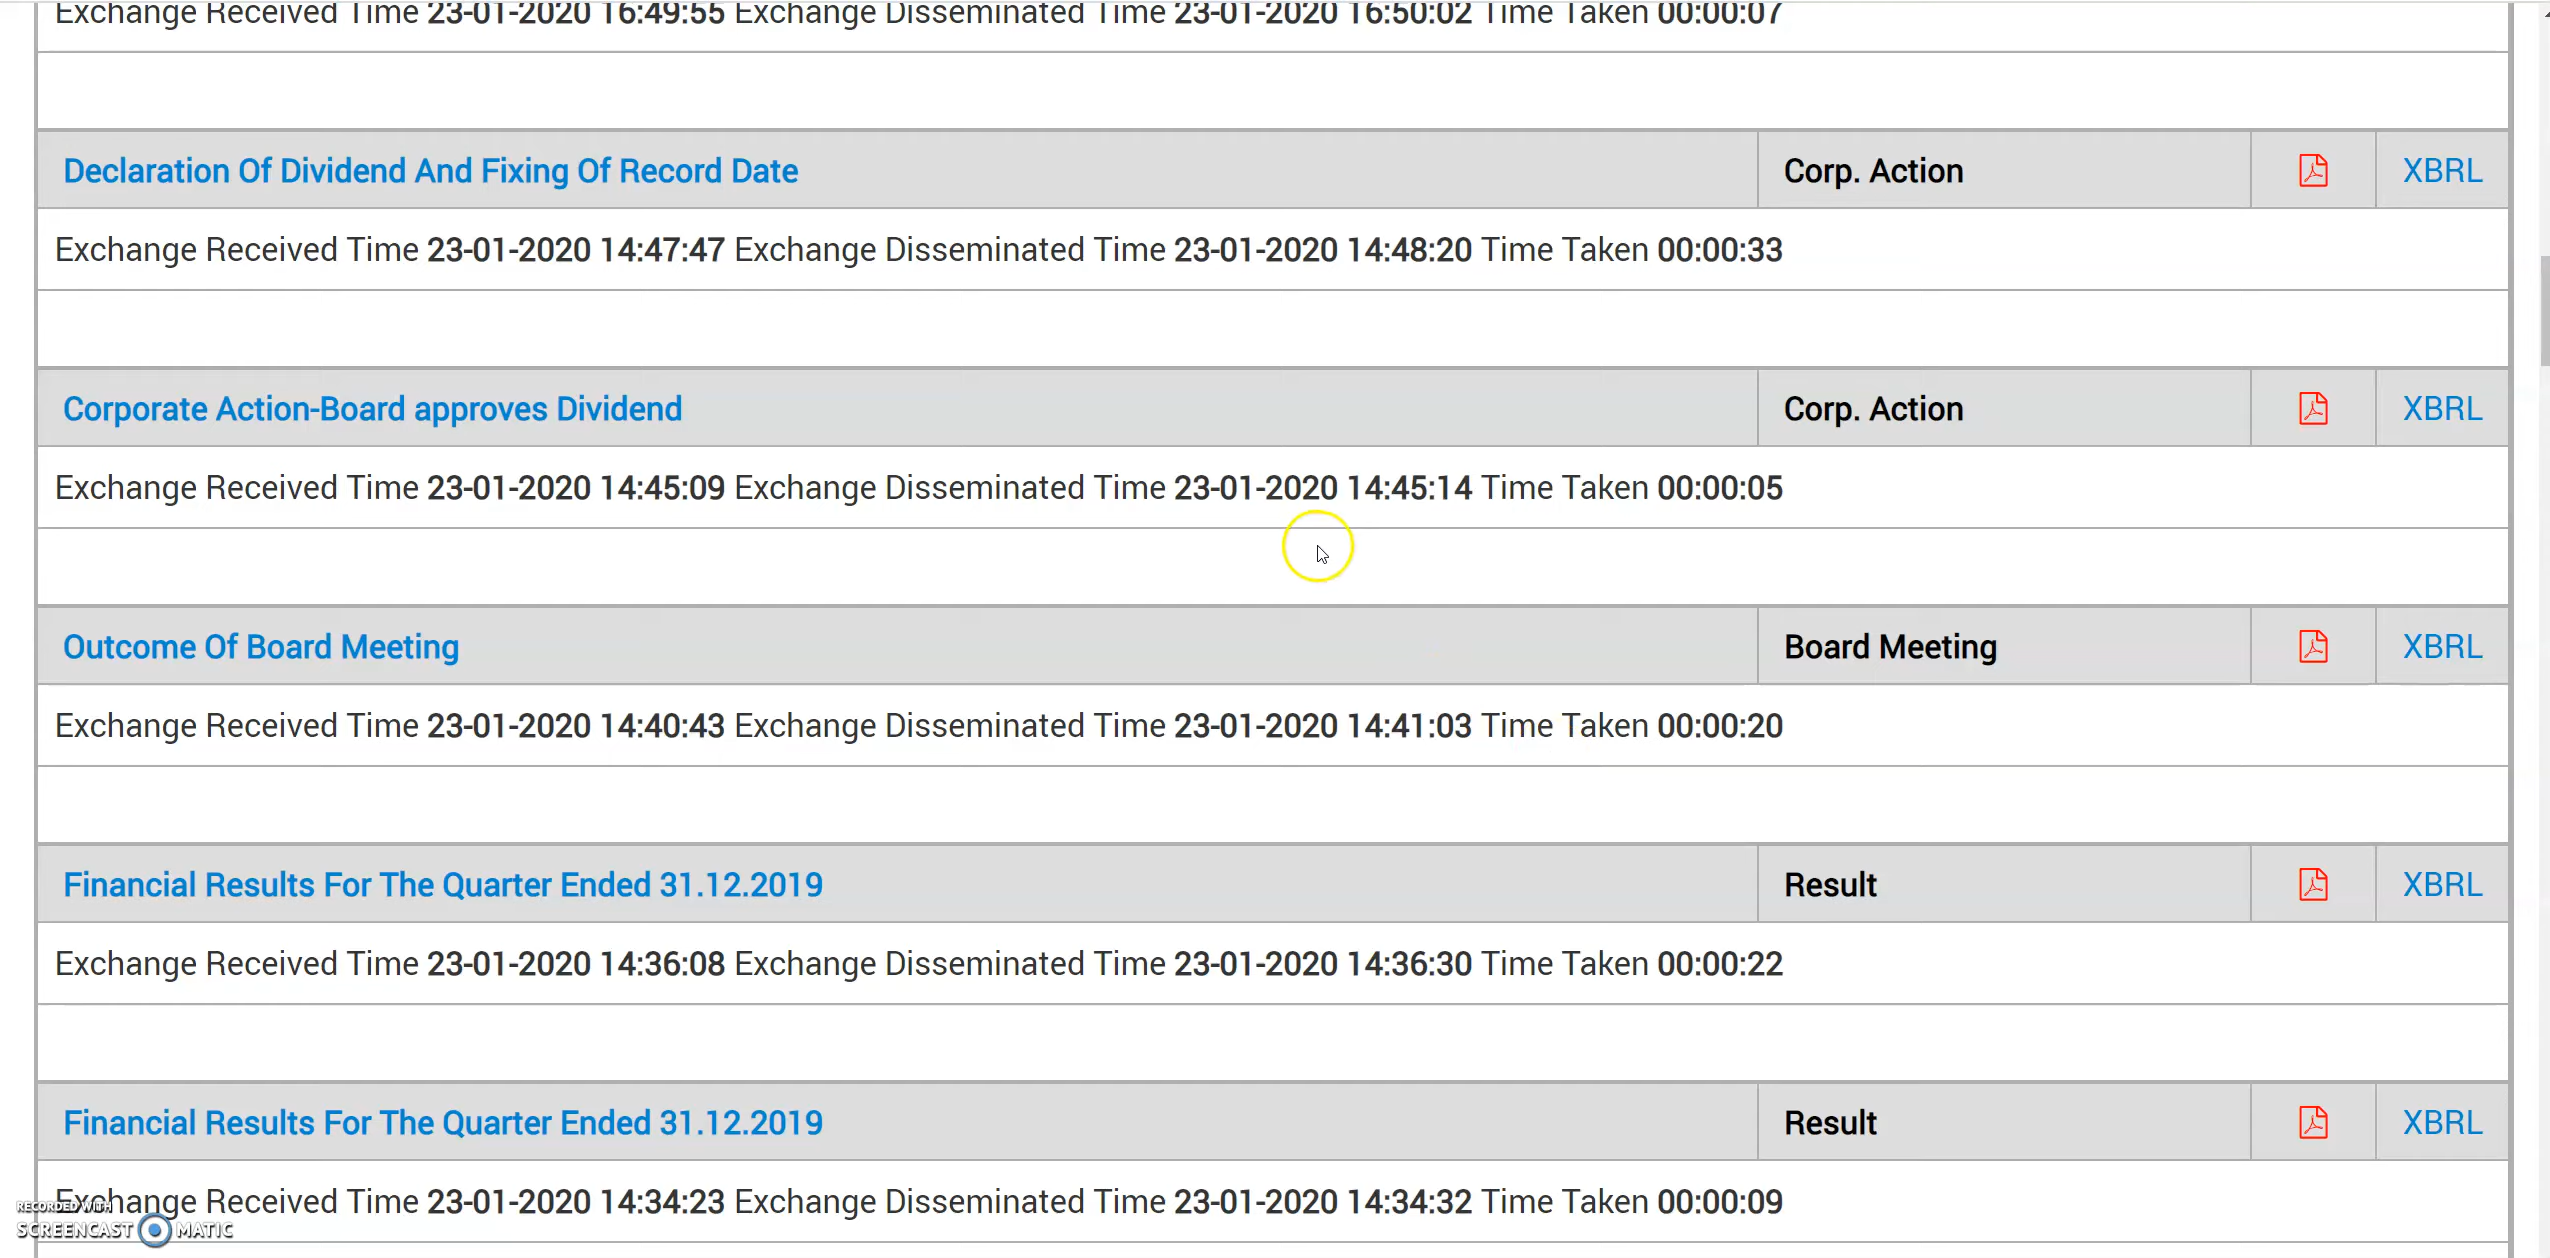 Exchange Received Time 23-01-2020 16:49:55 Exchange Disseminated Time 23-01-2020 16:50:02 Time Taken 00:00:07
Declaration Of Dividend And Fixing Of Record Date Corp. Action XBRL
Exchange Received Time 23-01-2020 14:47:47 Exchange Disseminated Time 23-01-2020 14:48:20 Time Taken 00:00:33
Corporate Action-Board approves Dividend Corp. Action XBRL
Exchange Received Time 23-01-2020 14:45:09 Exchange Disseminated Time 23-01-2020 14:45:14 Time Taken 00:00:05
Outcome Of Board Meeting Board Meeting XBRL
Exchange Received Time 23-01-2020 14:40:43 Exchange Disseminated Time 23-01-2020 14:41:03 Time Taken 00:00:20
Financial Results For The Quarter Ended 31.12.2019 Result XBRL
Exchange Received Time 23-01-2020 14:36:08 Exchange Disseminated Time 23-01-2020 14:36:30 Time Taken 00:00:22
Financial Results For The Quarter Ended 31.12.2019 Result XBRL
Exchange Received Time 23-01-2020 14:34:23 Exchange Disseminated Time 23-01-2020 14:34:32 Time Taken 00:00:09
RECORDED WITH
SCREENCAST MATIC